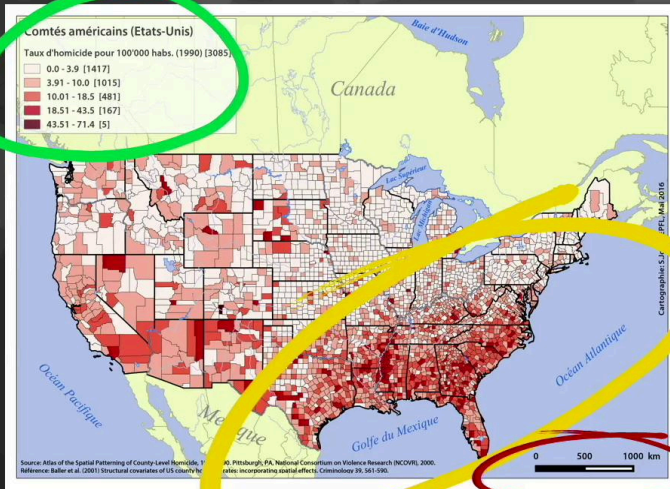 Comtés américains (Etats-Unis)
Taux d'homicide pour 100'000 habs. (1990) [3085]
0.0 - 3.9 [1417]
3.91 - 10.0 [1015]
10.01 - 18.5 [481]
18.51 - 43.5 [167]
43.51 - 71.4 [5]
Baie d'Hudson
Canada
Lac Supérieur
Lac Michigan
Océan Pacifique
Mexique
Golfe du Mexique
Océan Atlantique
Cartographie: S.
EPFL, Mai 2016
0 500 1000 km
Source: Atlas of the Spatial Patterning of County-Level Homicide, Pittsburgh, PA, National Consortium on Violence Research (NCOVR), 2000.
Référence: Baller et al. (2001) Structural covariates of US county rates: incorporating spatial effects. Criminology 39, 561-590.